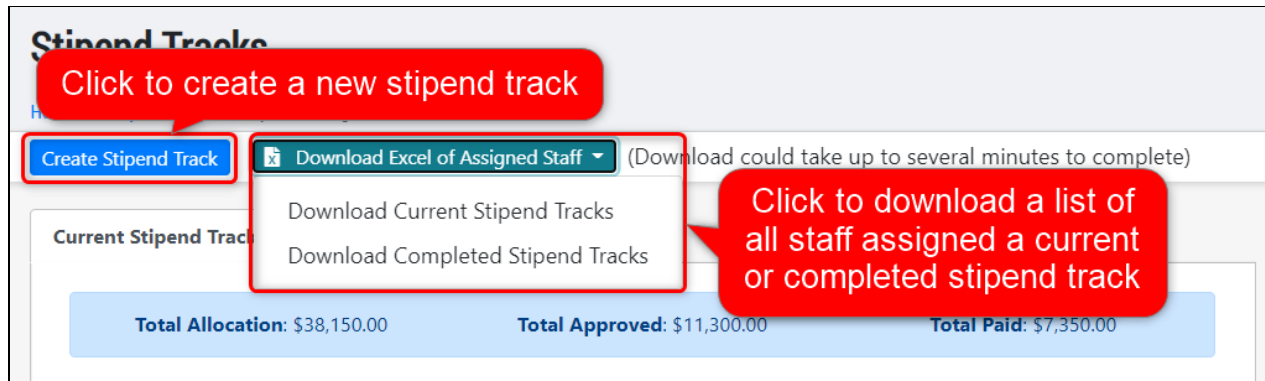 Stipend Tracks
Click to create a new stipend track
Create Stipend Track
Download Excel of Assigned Staff
(Download could take up to several minutes to complete)
Download Current Stipend Tracks
Download Completed Stipend Tracks
Click to download a list of
all staff assigned a current
or completed stipend track
Current Stipend Track
Total Allocation: $38,150.00
Total Approved: $11,300.00
Total Paid: $7,350.00